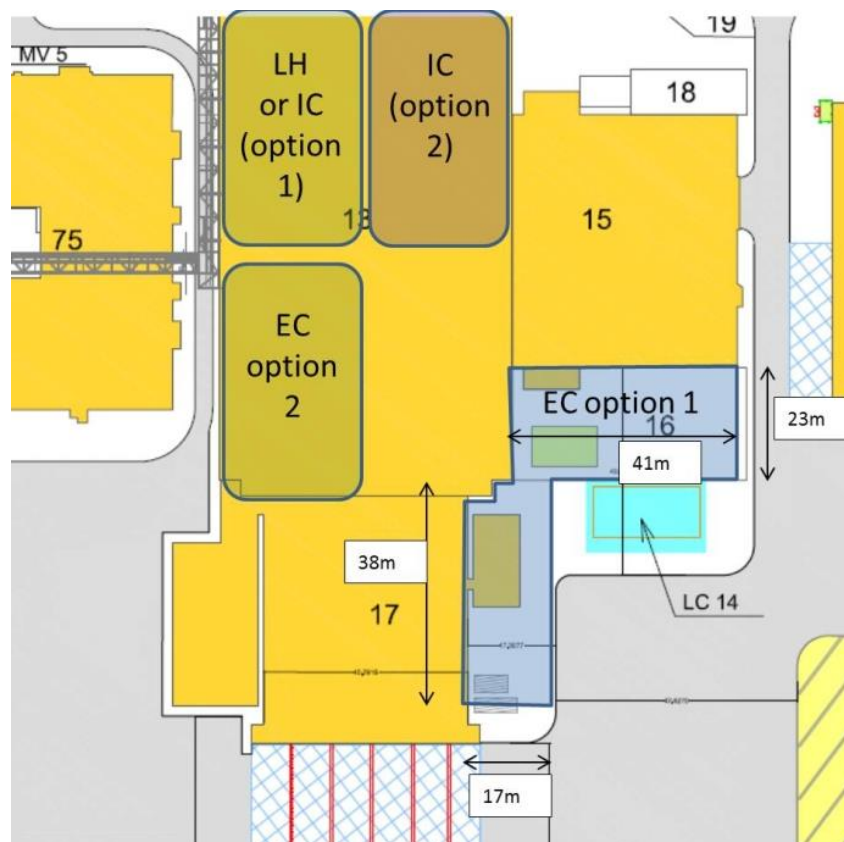 19
MV 5
LH
or IC
(option
1)
IC
(option
2)
18
13
15
75
EC
option
2
EC option 1
16
23m
41m
38m
LC 14
17
17m